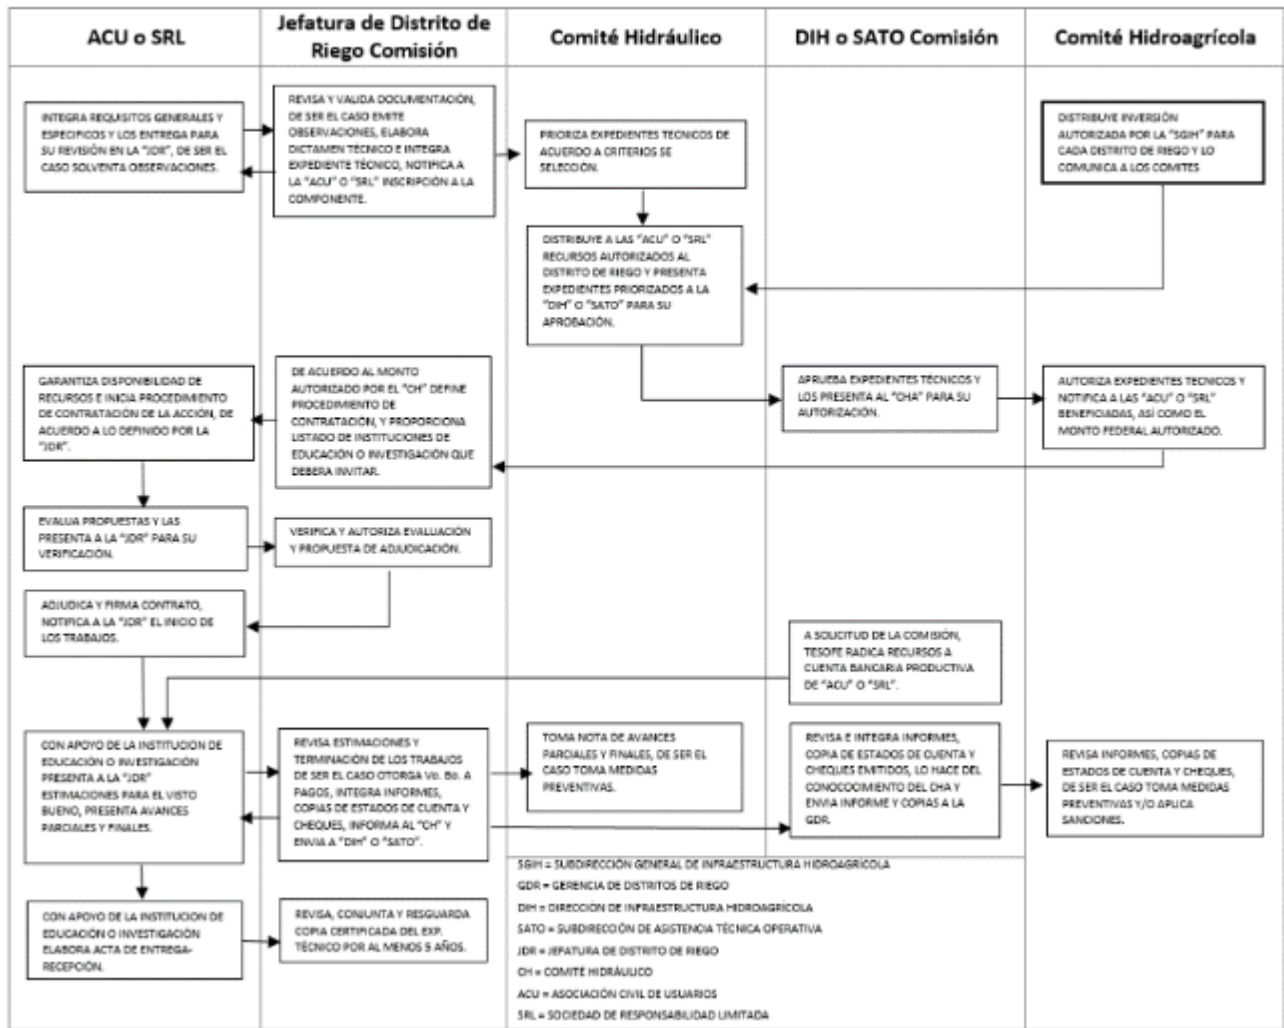 ACU o SRL
Jefatura de Distrito de
Riego Comisión
Comité Hidráulico
DIH o SATO Comisión
Comité Hidroagrícola
INTEGRA REQUISITOS GENERALES Y
ESPECIFICOS Y LOS ENTREGA PARA
SU REVISIÓN EN LA "JDR", DE SER EL
CASO SOLVENTA OBSERVACIONES.
REVISA Y VALIDA DOCUMENTACIÓN,
DE SER EL CASO EMITE
OBSERVACIONES, ELABORA
DICTAMEN TÉCNICO E INTEGRA
EXPEDIENTE TÉCNICO, NOTIFICA A
LA "ACU" O "SRL" INSCRIPCIÓN A LA
COMPONENTE.
PRIORIZA EXPEDIENTES TECNICOS DE
ACUERDO A CRITERIOS SE
SELECCIÓN.
DISTRIBUYE INVERSIÓN
AUTORIZADA POR LA "SGIH" PARA
CADA DISTRITO DE RIEGO Y LO
COMUNICA A LOS COMITES
DISTRIBUYE A LAS "ACU" O "SRL"
RECURSOS AUTORIZADOS AL
DISTRITO DE RIEGO Y PRESENTA
EXPEDIENTES PRIORIZADOS A LA
"DIH" O "SATO" PARA SU
APROBACIÓN.
GARANTIZA DISPONIBILIDAD DE
RECURSOS E INICIA PROCEDIMIENTO
DE CONTRATACIÓN DE LA ACCIÓN, DE
ACUERDO A LO DEFINIDO POR LA
"JDR".
DE ACUERDO AL MONTO
AUTORIZADO POR EL "CH" DEFINE
PROCEDIMIENTO DE
CONTRATACIÓN, Y PROPORCIONA
LISTADO DE INSTITUCIONES DE
EDUCACIÓN O INVESTIGACIÓN QUE
DEBERA INVITAR.
APRUEBA EXPEDIENTES TÉCNICOS Y
LOS PRESENTA AL "CHA" PARA SU
AUTORIZACIÓN.
AUTORIZA EXPEDIENTES TECNICOS Y
NOTIFICA A LAS "ACU" O "SRL"
BENEFICIADAS, ASÍ COMO EL
MONTO FEDERAL AUTORIZADO.
EVALUA PROPUESTAS Y LAS
PRESENTA A LA "JDR" PARA SU
VERIFICACIÓN.
VERIFICA Y AUTORIZA EVALUACIÓN
Y PROPUESTA DE ADJUDICACIÓN.
ADJUDICA Y FIRMA CONTRATO,
NOTIFICA A LA "JDR" EL INICIO DE
LOS TRABAJOS.
A SOLICITUD DE LA COMISIÓN,
TESOFE RADICA RECURSOS A
CUENTA BANCARIA PRODUCTIVA
DE "ACU" O "SRL".
CON APOYO DE LA INSTITUCION DE
EDUCACIÓN O INVESTIGACIÓN
PRESENTA A LA "JDR"
ESTIMACIONES PARA EL VISTO
BUENO, PRESENTA AVANCES
PARCIALES Y FINALES.
REVISA ESTIMACIONES Y
TERMINACIÓN DE LOS TRABAJOS
DE SER EL CASO OTORGA Vo. Bo. A
PAGOS, INTEGRA INFORMES,
COPIAS DE ESTADOS DE CUENTA Y
CHEQUES, INFORMA AL "CH" Y
ENVIA A "DIH" O "SATO".
TOMA NOTA DE AVANCES
PARCIALES Y FINALES, DE SER EL
CASO TOMA MEDIDAS
PREVENTIVAS.
REVISA E INTEGRA INFORMES,
COPIA DE ESTADOS DE CUENTA Y
CHEQUES EMITIDOS, LO HACE DEL
CONOCOCIMIENTO DEL CHA Y
ENVIA INFORME Y COPIAS A LA
GDR.
REVISA INFORMES, COPIAS DE
ESTADOS DE CUENTA Y CHEQUES,
DE SER EL CASO TOMA MEDIDAS
PREVENTIVAS Y/O APLICA
SANCIONES.
CON APOYO DE LA INSTITUCION DE
EDUCACIÓN O INVESTIGACIÓN
ELABORA ACTA DE ENTREGA-
RECEPCIÓN.
REVISA, CONJUNTA Y RESGUARDA
COPIA CERTIFICADA DEL EXP.
TÉCNICO POR AL MENOS 5 AÑOS.
SGIH = SUBDIRECCIÓN GENERAL DE INFRAESTRUCTURA HIDROAGRÍCOLA
GDR = GERENCIA DE DISTRITOS DE RIEGO
DIH = DIRECCIÓN DE INFRAESTRUCTURA HIDROAGRÍCOLA
SATO = SUBDIRECCIÓN DE ASISTENCIA TÉCNICA OPERATIVA
JDR = JEFATURA DE DISTRITO DE RIEGO
CH = COMITÉ HIDRÁULICO
ACU = ASOCIACIÓN CIVIL DE USUARIOS
SRL = SOCIEDAD DE RESPONSABILIDAD LIMITADA